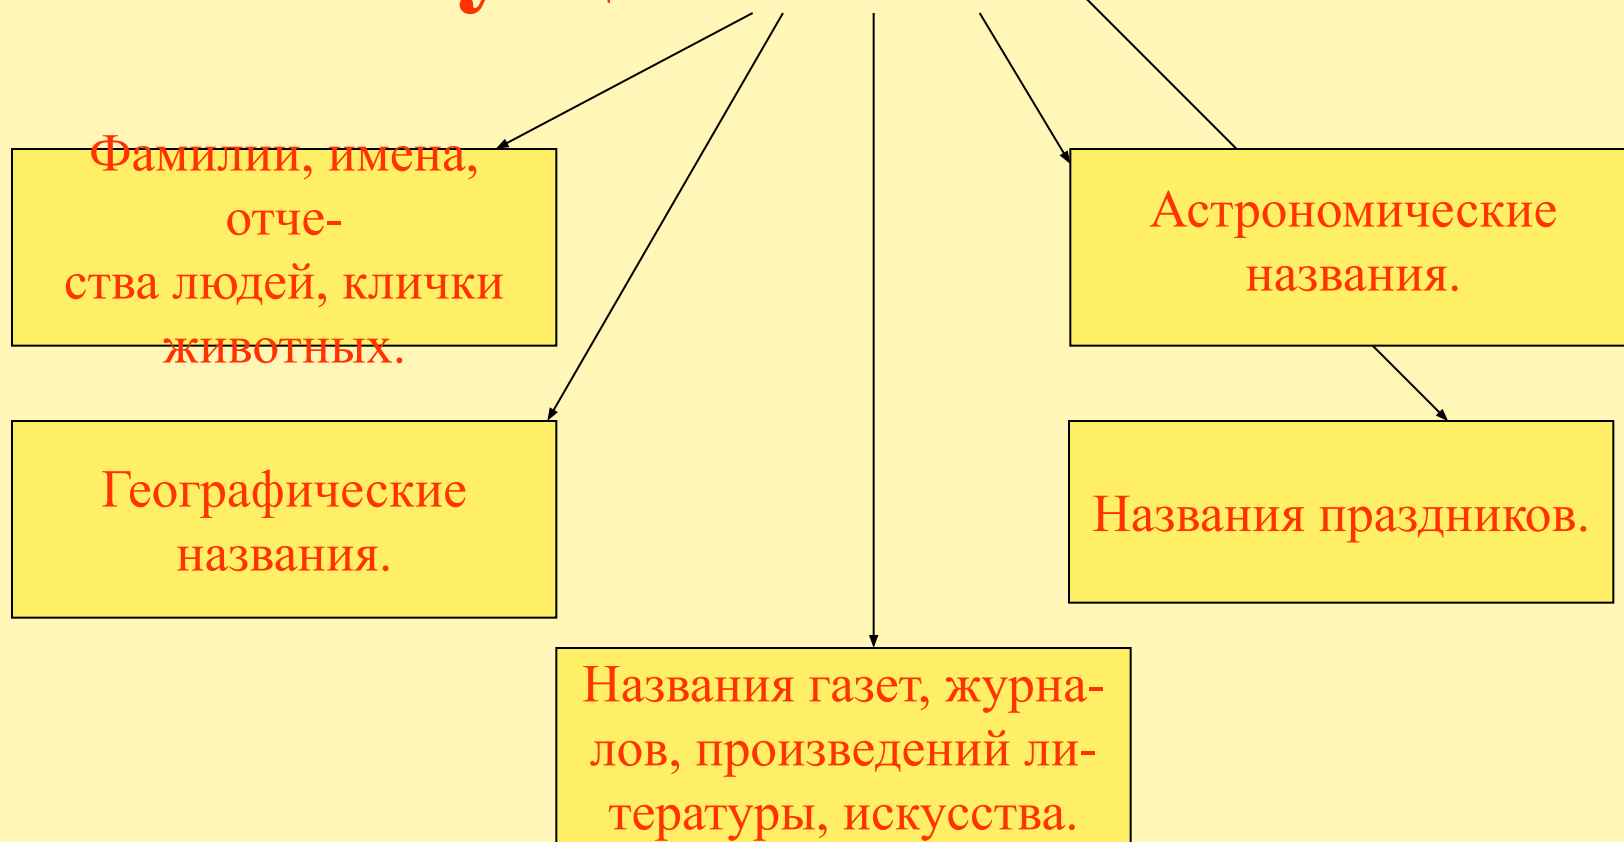 Фамилии, имена,
отче-
ства людей, клички
животных.
Астрономические
названия.
Географические
названия.
Названия праздников.
Названия газет, журна-
лов, произведений ли-
тературы, искусства.